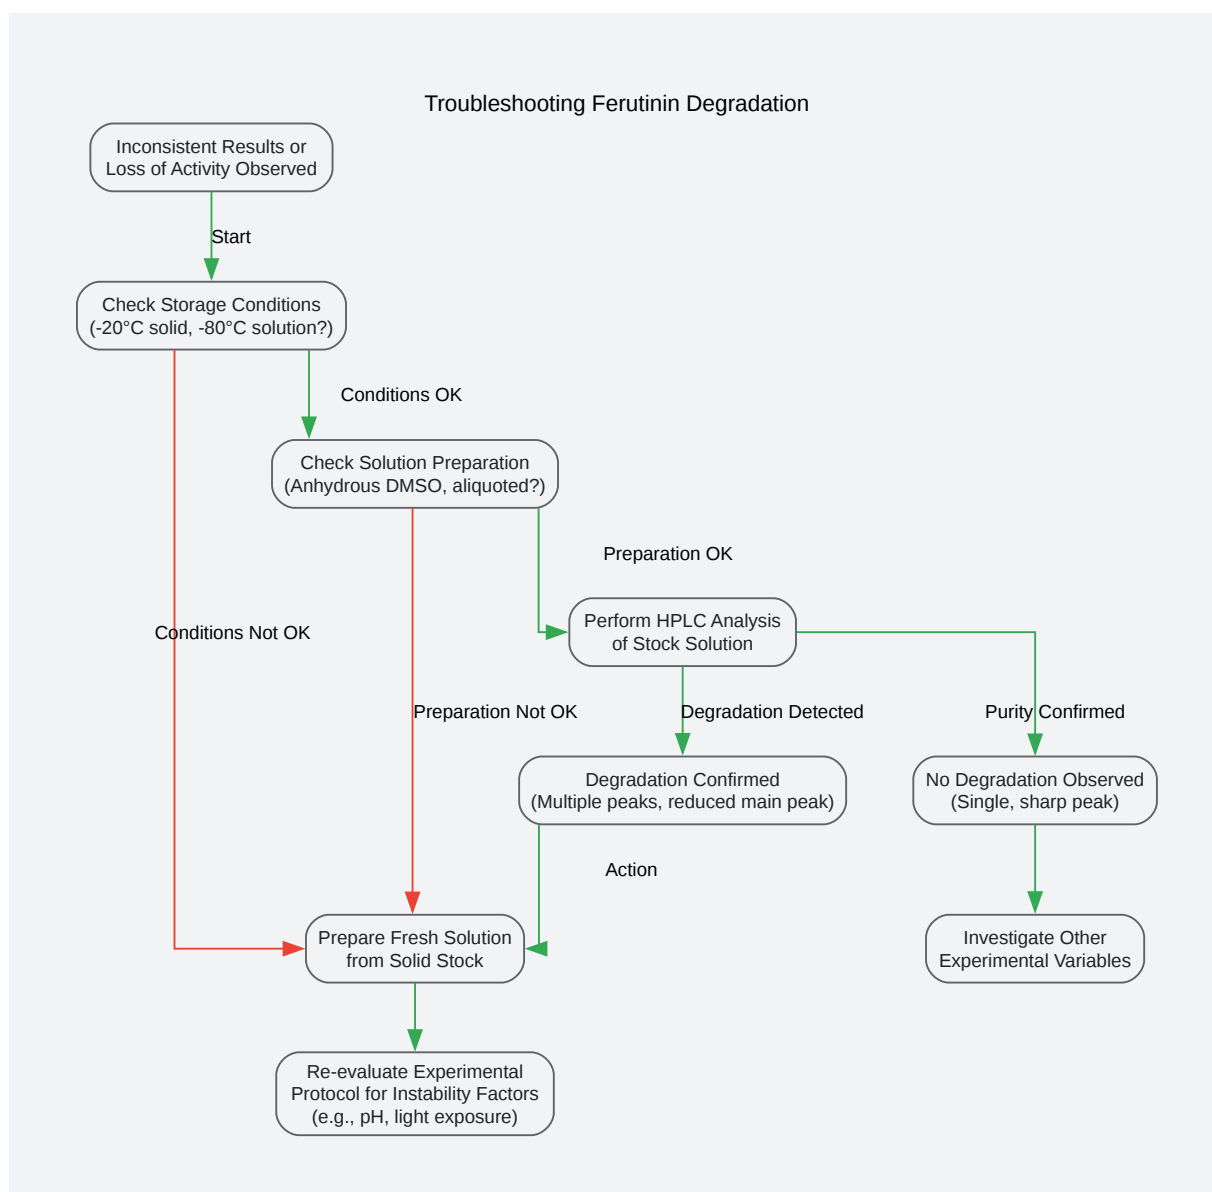 Troubleshooting Ferutinin Degradation
Inconsistent Results or
Loss of Activity Observed
Start
Check Storage Conditions
(-20°C solid, -80°C solution?)
Conditions OK
Check Solution Preparation
(Anhydrous DMSO, aliquoted?)
Preparation OK
Perform HPLC Analysis
of Stock Solution
Conditions Not OK
Preparation Not OK
Degradation Detected
Purity Confirmed
Degradation Confirmed
(Multiple peaks, reduced main peak)
No Degradation Observed
(Single, sharp peak)
Action
Prepare Fresh Solution
from Solid Stock
Investigate Other
Experimental Variables
Re-evaluate Experimental
Protocol for Instability Factors
(e.g., pH, light exposure)